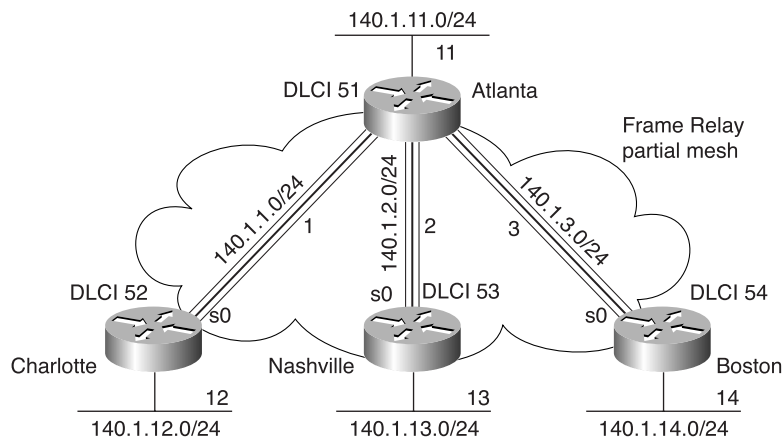 140.1.11.0/24
11
DLCI 51
Atlanta
Frame Relay
partial mesh
140.1.1.0/24
1
140.1.2.0/24
2
140.1.3.0/24
3
DLCI 52
s0
s0
DLCI 53
s0
DLCI 54
Charlotte
Nashville
Boston
12
140.1.12.0/24
13
140.1.13.0/24
14
140.1.14.0/24